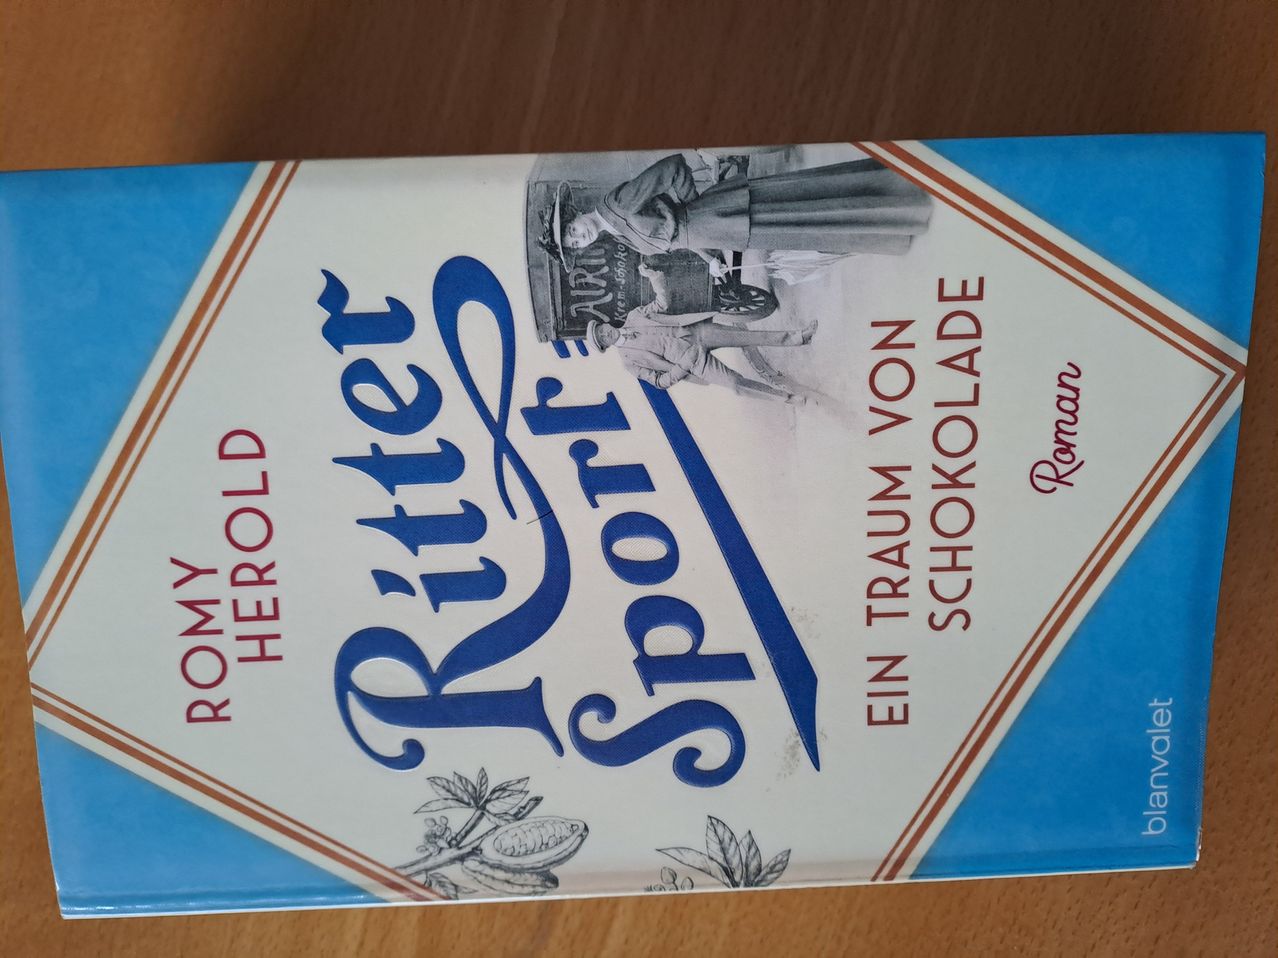 ROMY
HEROLD
Ritter
Sport
EIN TRAUM VON
SCHOKOLADE
Roman
blanvalet